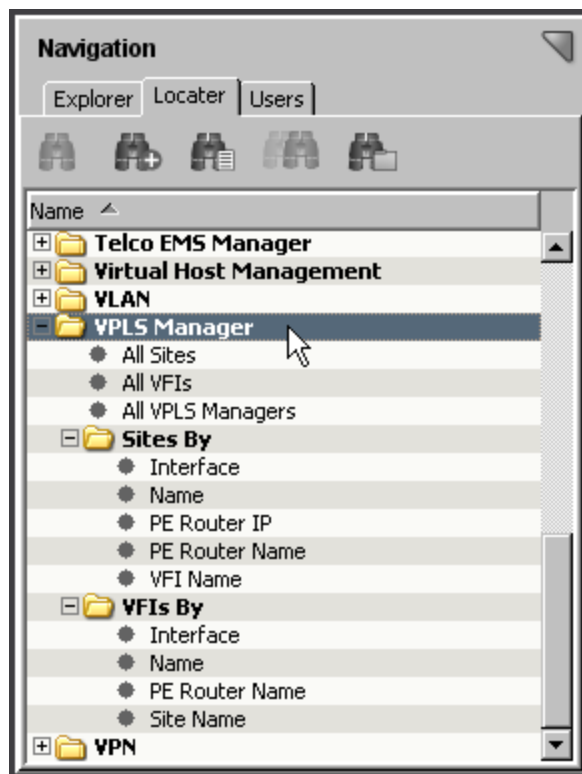 Navigation
Explorer Locater Users
Name
Telco EMS Manager
Virtual Host Management
VLAN
VPLS Manager
All Sites
All VFIs
All VPLS Managers
Sites By
Interface
Name
PE Router IP
PE Router Name
VFI Name
VFIs By
Interface
Name
PE Router Name
Site Name
VPN